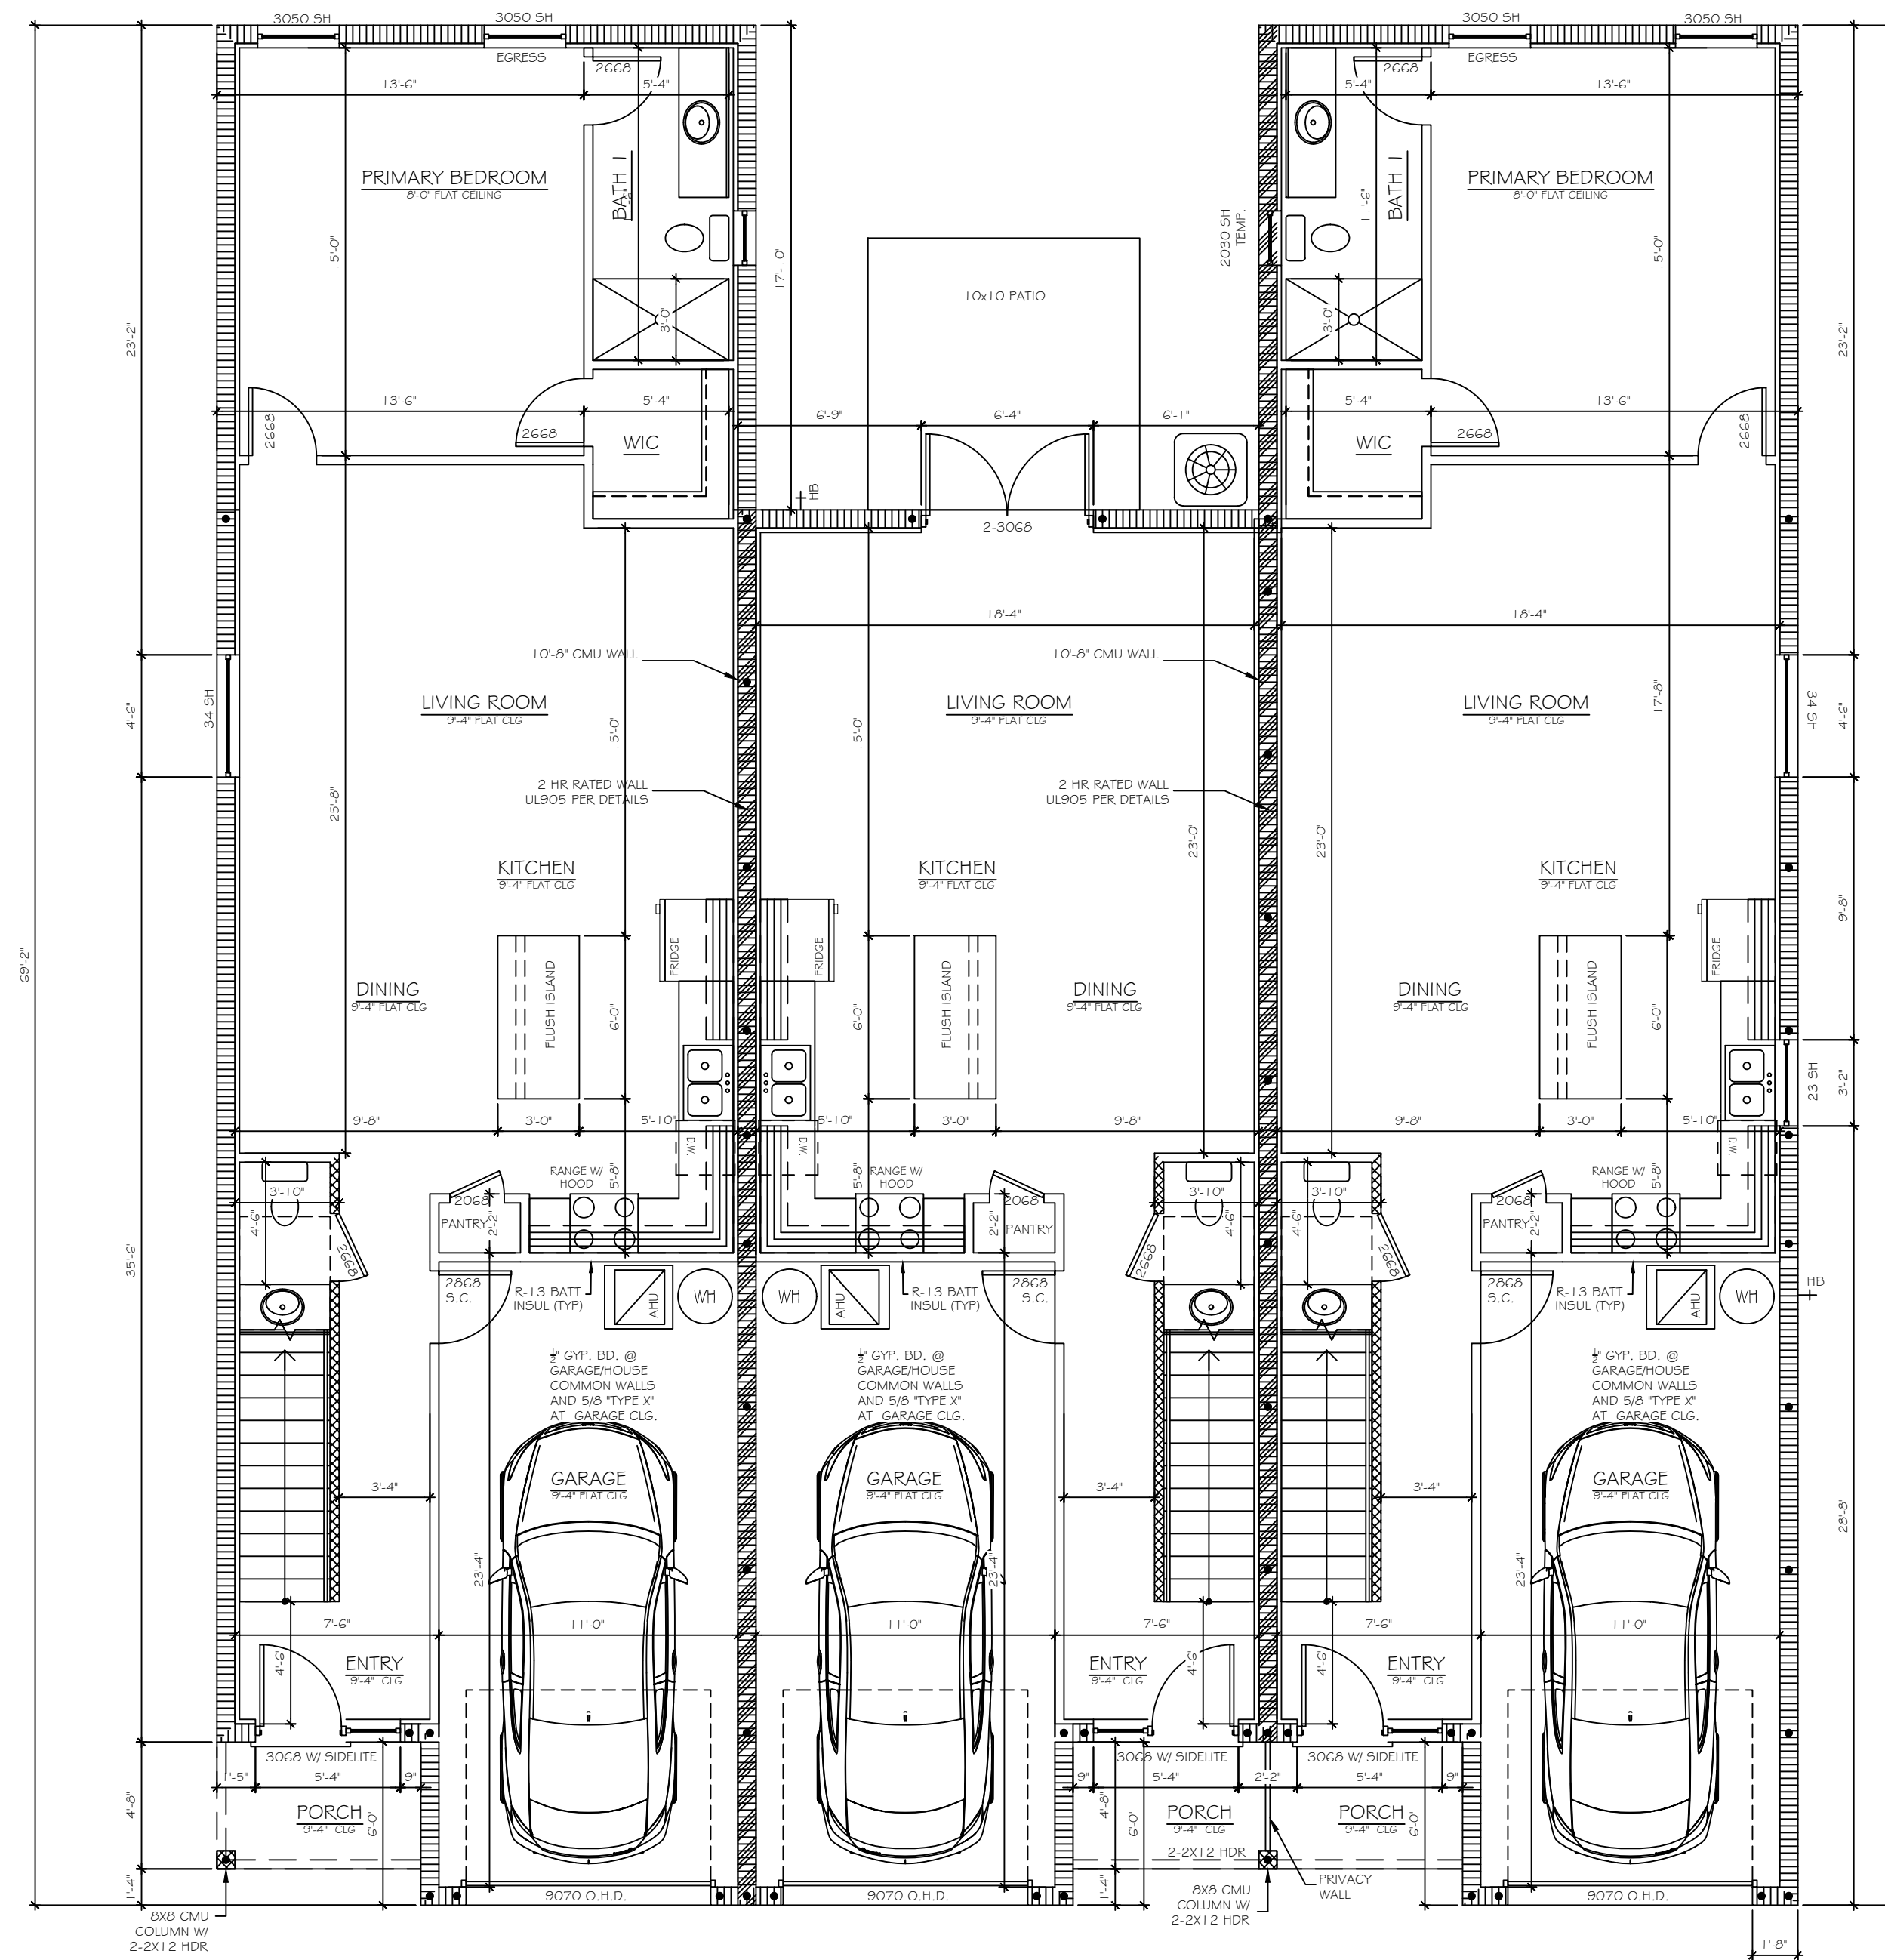 3050 SH
3050 SH
3050 SH
3050 SH
EGRESS
EGRESS
2668
2668
13'-6"
5'-4"
5'-4"
13'-6"
PRIMARY BEDROOM
8'-0" FLAT CEILING
BATH 1
BATH 1
11'-6"
PRIMARY BEDROOM
8'-0" FLAT CEILING
15'-0"
17'-10"
2030 SH
TEMP.
15'-0"
10x10 PATIO
3'-0"
3'-0"
23'-2"
23'-2"
13'-6"
5'-4"
6'-9"
6'-4"
6'-1"
5'-4"
13'-6"
2668
2668
WIC
WIC
2668
2668
HB
2-3068
18'-4"
18'-4"
10'-8" CMU WALL
10'-8" CMU WALL
LIVING ROOM
9'-4" FLAT CLG
LIVING ROOM
9'-4" FLAT CLG
LIVING ROOM
9'-4" FLAT CLG
4'-6"
34 SH
15'-0"
15'-0"
17'-8"
34 SH
4'-6"
2 HR RATED WALL
UL905 PER DETAILS
2 HR RATED WALL
UL905 PER DETAILS
25'-8"
23'-0"
23'-0"
KITCHEN
9'-4" FLAT CLG
KITCHEN
9'-4" FLAT CLG
KITCHEN
9'-4" FLAT CLG
9'-8"
69'-2"
FRIDGE
FRIDGE
FRIDGE
DINING
9'-4" FLAT CLG
DINING
9'-4" FLAT CLG
DINING
9'-4" FLAT CLG
FLUSH ISLAND
6'-0"
6'-0"
FLUSH ISLAND
FLUSH ISLAND
6'-0"
23 SH
3'-2"
9'-8"
3'-0"
5'-10"
5'-10"
3'-0"
9'-8"
9'-8"
3'-0"
5'-10"
D.W.
D.W.
D.W.
RANGE W/
HOOD
5'-8"
5'-8"
RANGE W/
HOOD
RANGE W/
HOOD
5'-8"
3'-10"
4'-6"
2068
PANTRY
2'-2"
2'-2"
2068
PANTRY
3'-10"
4'-6"
3'-10"
4'-6"
2068
PANTRY
2'-2"
35'-6"
2668
2668
2668
2868
S.C.
R-13 BATT
INSUL (TYP)
AHU
WH
WH
AHU
R-13 BATT
INSUL (TYP)
2868
S.C.
2868
S.C.
R-13 BATT
INSUL (TYP)
AHU
WH
HB
½" GYP. BD. @
GARAGE/HOUSE
COMMON WALLS
AND 5/8 "TYPE X"
AT GARAGE CLG.
½" GYP. BD. @
GARAGE/HOUSE
COMMON WALLS
AND 5/8 "TYPE X"
AT GARAGE CLG.
½" GYP. BD. @
GARAGE/HOUSE
COMMON WALLS
AND 5/8 "TYPE X"
AT GARAGE CLG.
GARAGE
9'-4" FLAT CLG
GARAGE
9'-4" FLAT CLG
GARAGE
9'-4" FLAT CLG
3'-4"
3'-4"
3'-4"
28'-8"
23'-4"
23'-4"
23'-4"
7'-6"
11'-0"
11'-0"
7'-6"
7'-6"
11'-0"
4'-6"
ENTRY
9'-4" CLG
ENTRY
9'-4" CLG
4'-6"
4'-6"
ENTRY
9'-4" CLG
3068 W/ SIDELITE
3068 W/ SIDELITE
3068 W/ SIDELITE
1'-5"
5'-4"
9"
9"
5'-4"
2'-2"
5'-4"
9"
4'-8"
PORCH
9'-4" CLG
6'-0"
4'-8"
6'-0"
PORCH
9'-4" CLG
PORCH
9'-4" CLG
6'-0"
2-2X12 HDR
1'-4"
1'-4"
PRIVACY
WALL
9070 O.H.D.
9070 O.H.D.
9070 O.H.D.
8X8 CMU
COLUMN W/
2-2X12 HDR
8X8 CMU
COLUMN W/
2-2X12 HDR
1'-8"